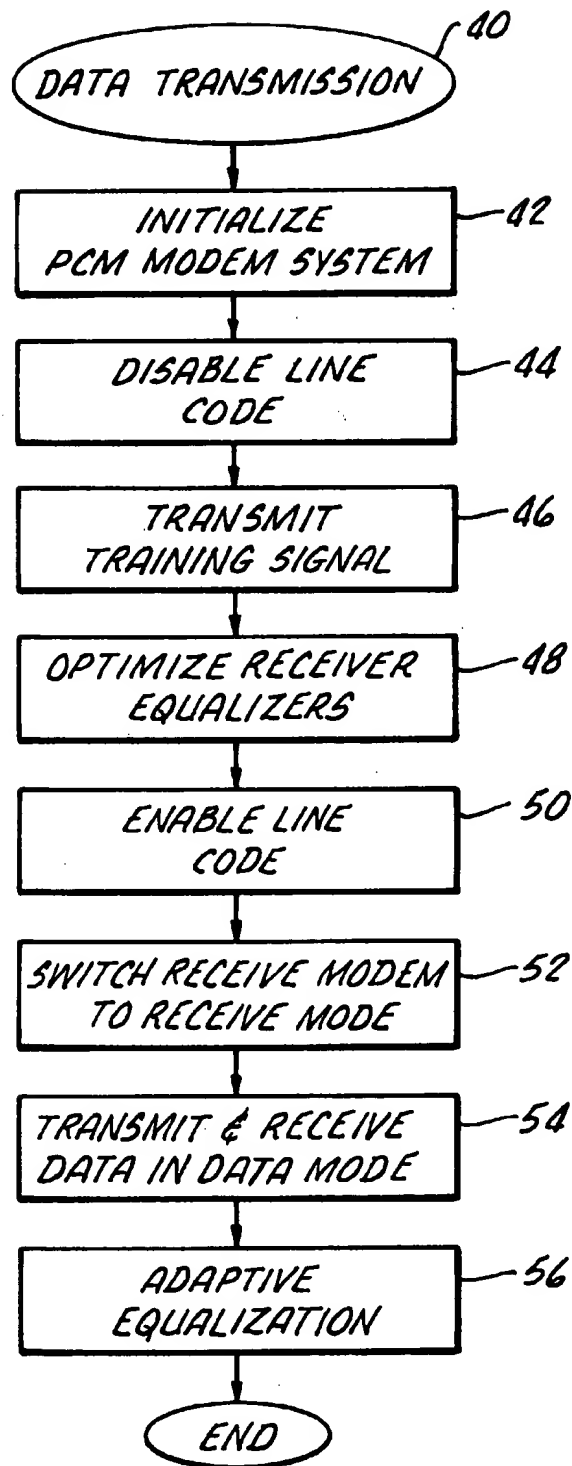 40
DATA TRANSMISSION
42
INITIALIZE
PCM MODEM SYSTEM
44
DISABLE LINE
CODE
46
TRANSMIT
TRAINING SIGNAL
48
OPTIMIZE RECEIVER
EQUALIZERS
50
ENABLE LINE
CODE
52
SWITCH RECEIVE MODEM
TO RECEIVE MODE
54
TRANSMIT & RECEIVE
DATA IN DATA MODE
56
ADAPTIVE
EQUALIZATION
END